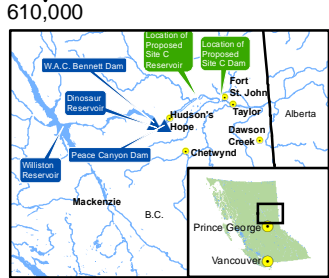 610,000
Location of
Proposed
Site C
Reservoir
Location of
Proposed
Site C Dam
W.A.C. Bennett Dam
Fort
St. John
Dinosaur
Reservoir
Taylor
Alberta
Hudson's
Hope
Dawson
Creek
Peace Canyon Dam
Chetwynd
Williston
Reservoir
Mackenzie
B.C.
Prince George
Vancouver